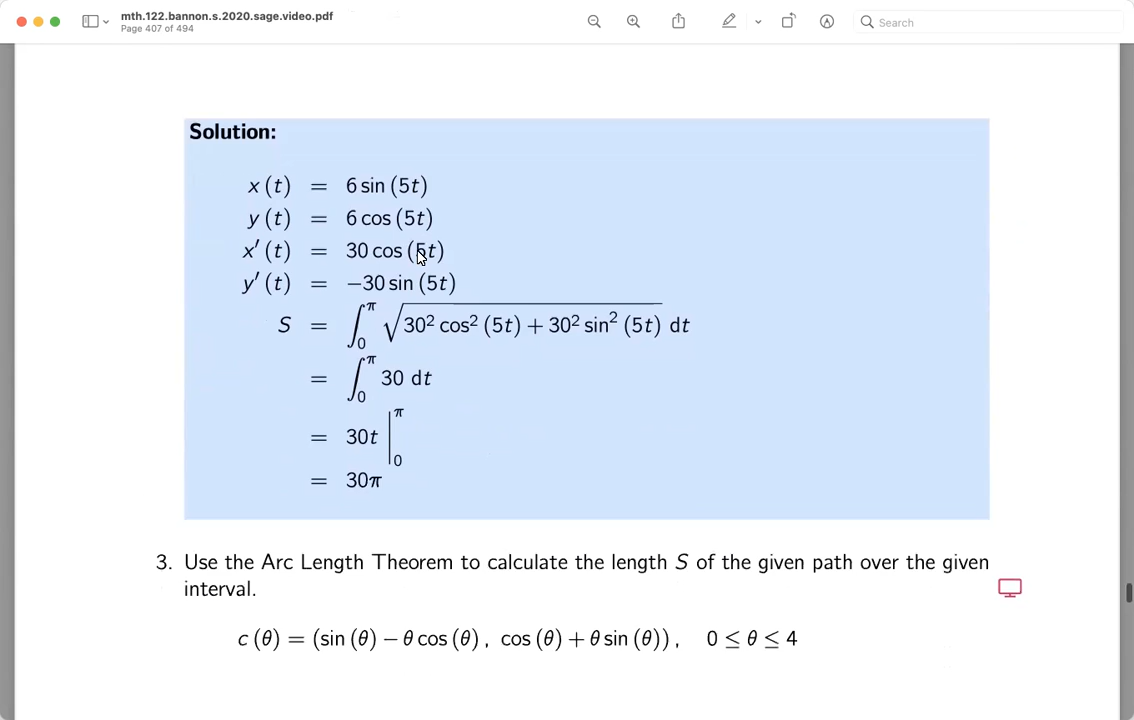 mth.122.bannon.s.2020.sage.video.pdf
Page 407 of 494
Search
Solution:
x (t) = 6 sin (5t)
y (t) = 6 cos (5t)
x′ (t) = 30 cos (5t)
y′ (t) = −30 sin (5t)
S = ∫₀^π √(30² cos² (5t) + 30² sin² (5t)) dt
= ∫₀^π 30 dt
= 30t |₀^π
= 30π
3. Use the Arc Length Theorem to calculate the length S of the given path over the given
interval.
c (θ) = (sin (θ) − θ cos (θ) , cos (θ) + θ sin (θ)) , 0 ≤ θ ≤ 4